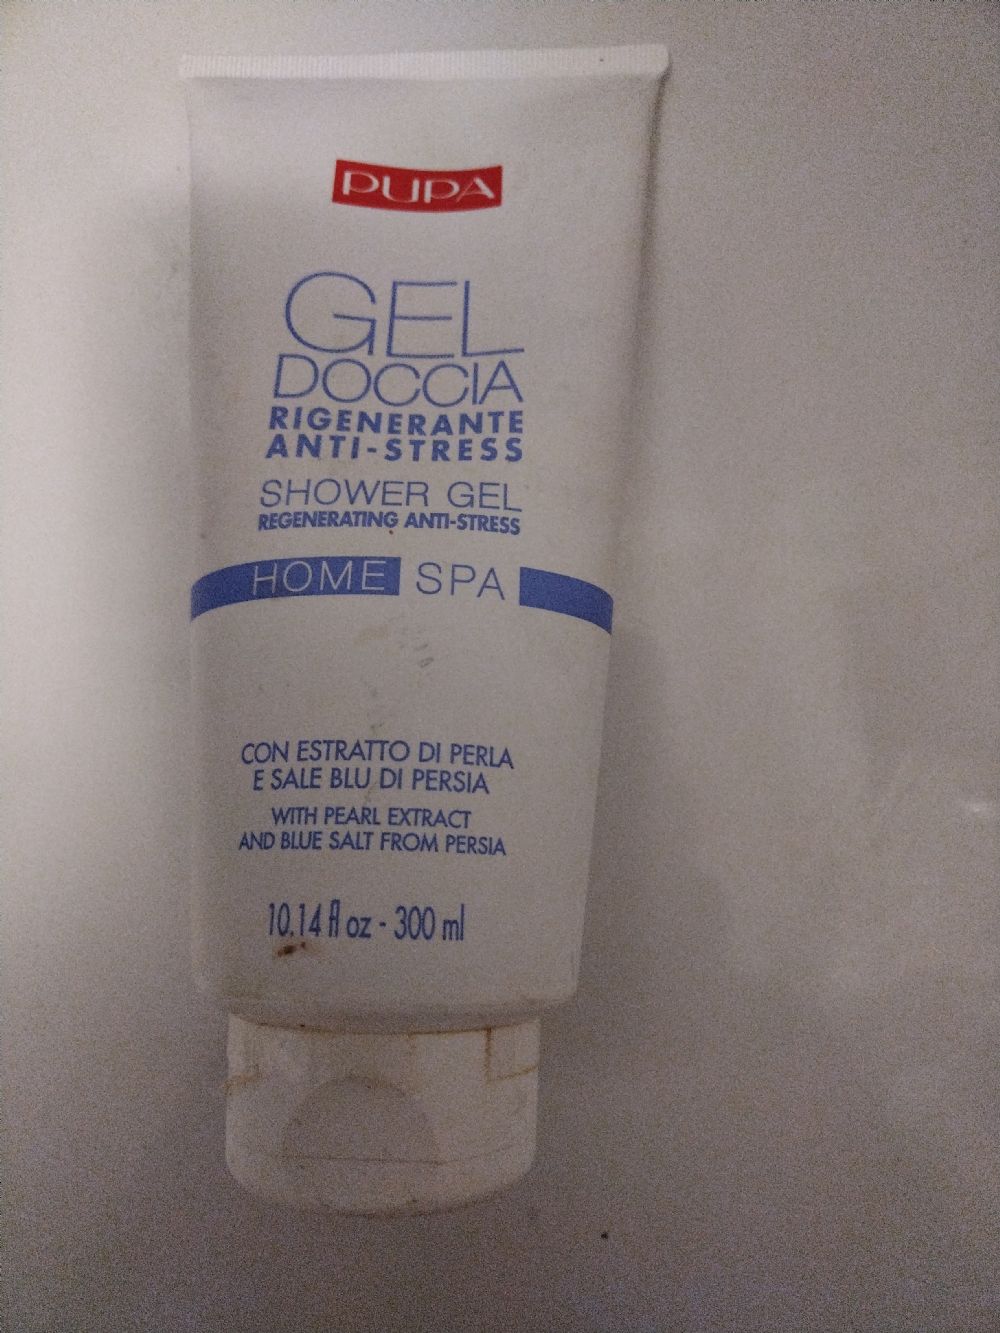 PUPA
GEL
DOCCIA
RIGENERANTE
ANTI-STRESS
SHOWER GEL
REGENERATING ANTI-STRESS
HOME SPA
CON ESTRATTO DI PERLA
E SALE BLU DI PERSIA
WITH PEARL EXTRACT
AND BLUE SALT FROM PERSIA
10.14 fl oz - 300 ml